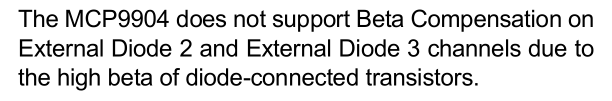 The MCP9904 does not support Beta Compensation on
External Diode 2 and External Diode 3 channels due to
the high beta of diode-connected transistors.